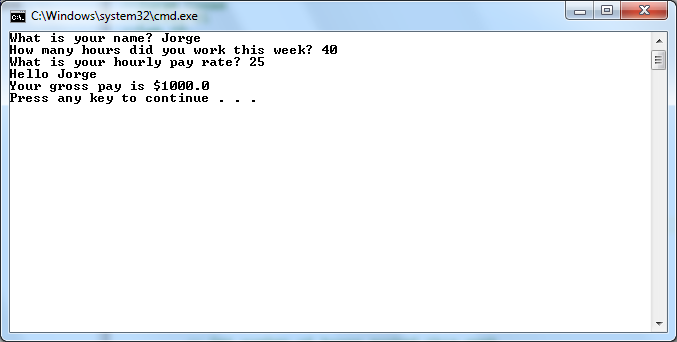 C:\Windows\system32\cmd.exe
What is your name? Jorge
How many hours did you work this week? 40
What is your hourly pay rate? 25
Hello Jorge
Your gross pay is $1000.0
Press any key to continue . . .